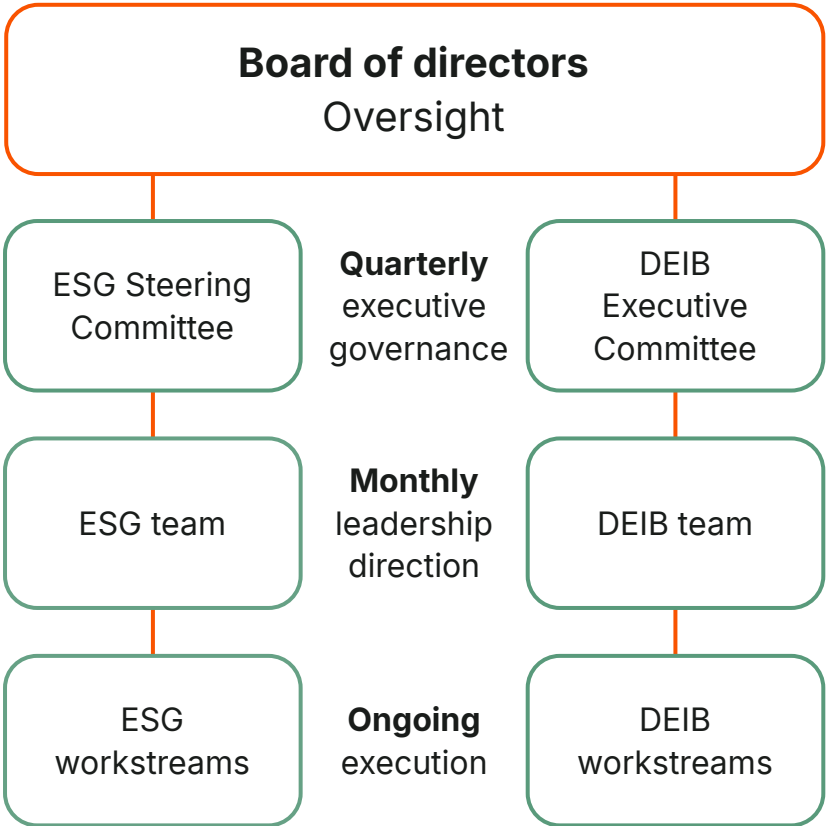 Board of directors
Oversight
ESG Steering
Committee
Quarterly
executive
governance
DEIB
Executive
Committee
ESG team
Monthly
leadership
direction
DEIB team
ESG
workstreams
Ongoing
execution
DEIB
workstreams